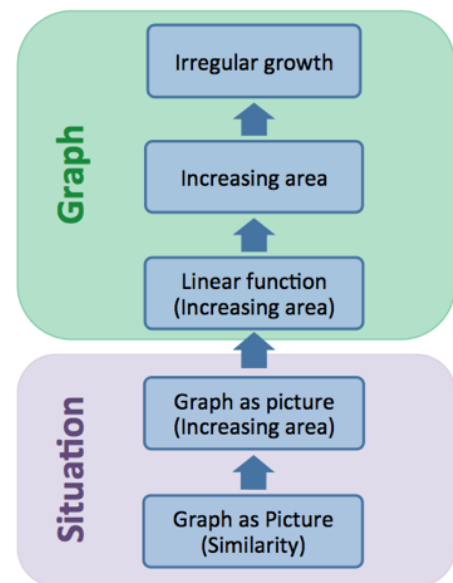 Graph
Irregular growth
Increasing area
Linear function
(Increasing area)
Situation
Graph as picture
(Increasing area)
Graph as Picture
(Similarity)